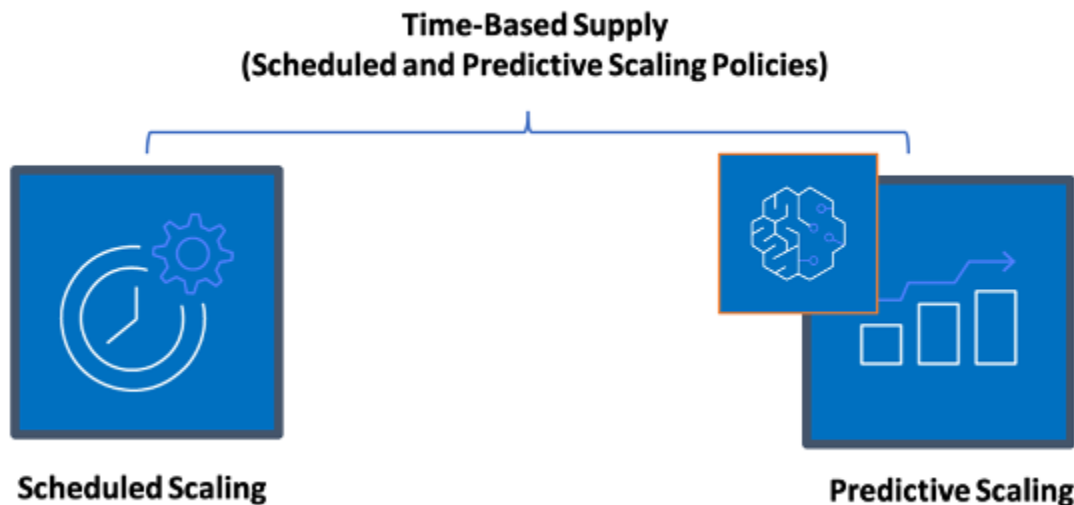 Time-Based Supply
(Scheduled and Predictive Scaling Policies)
Scheduled Scaling
Predictive Scaling